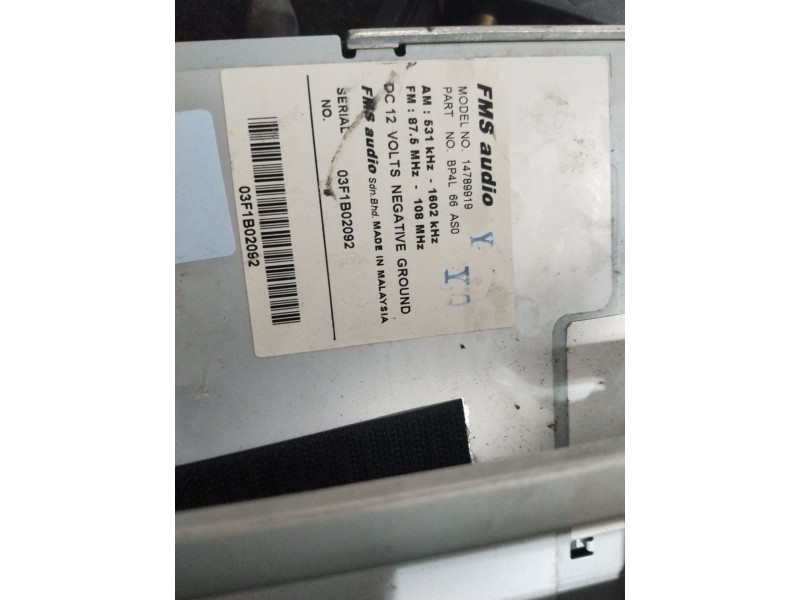 FMS audio
MODEL NO. 14789919
PART NO. BP4L 66 AS0
AM : 531 kHz - 1602 kHz
FM : 87.5 MHz - 108 MHz
DC 12 VOLTS NEGATIVE GROUND
FMS audio Sdn.Bhd. MADE IN MALAYSIA
SERIAL NO. 03F1B02092
03F1B02092
Y